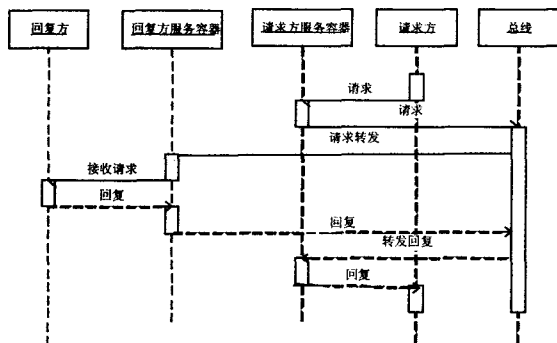 回复方
回复方服务容器
请求方服务容器
请求方
总线
请求
请求
请求转发
接收请求
回复
回复
转发回复
回复